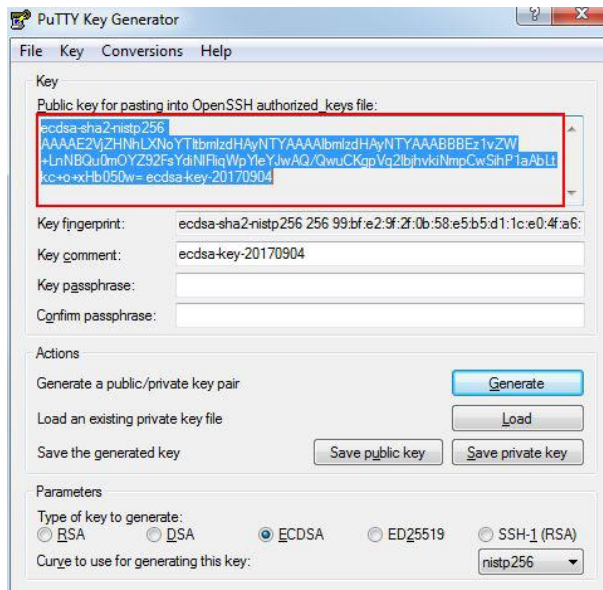 PuTTY Key Generator
File Key Conversions Help
Key
Public key for pasting into OpenSSH authorized_keys file:
ecdsa-sha2-nistp256
AAAAE2VjZHNhLXNoYTItbmlzdHAyNTYAAAAIbmlzdHAyNTYAAABBBEz1vZW
+LnNBQu0mOYZ92FsYdiNIFliqWpYleYJwAQ/QwuCKgpVq2lbjhvkiNmpCwSihP1aAbLt
kc+o+xHb050w= ecdsa-key-20170904
Key fingerprint: ecdsa-sha2-nistp256 256 99:bf:e2:9f:2f:0b:58:e5:b5:d1:1c:e0:4f:a6:
Key comment: ecdsa-key-20170904
Key passphrase:
Confirm passphrase:
Actions
Generate a public/private key pair Generate
Load an existing private key file Load
Save the generated key Save public key Save private key
Parameters
Type of key to generate:
RSA DSA ECDSA ED25519 SSH-1 (RSA)
Curve to use for generating this key: nistp256